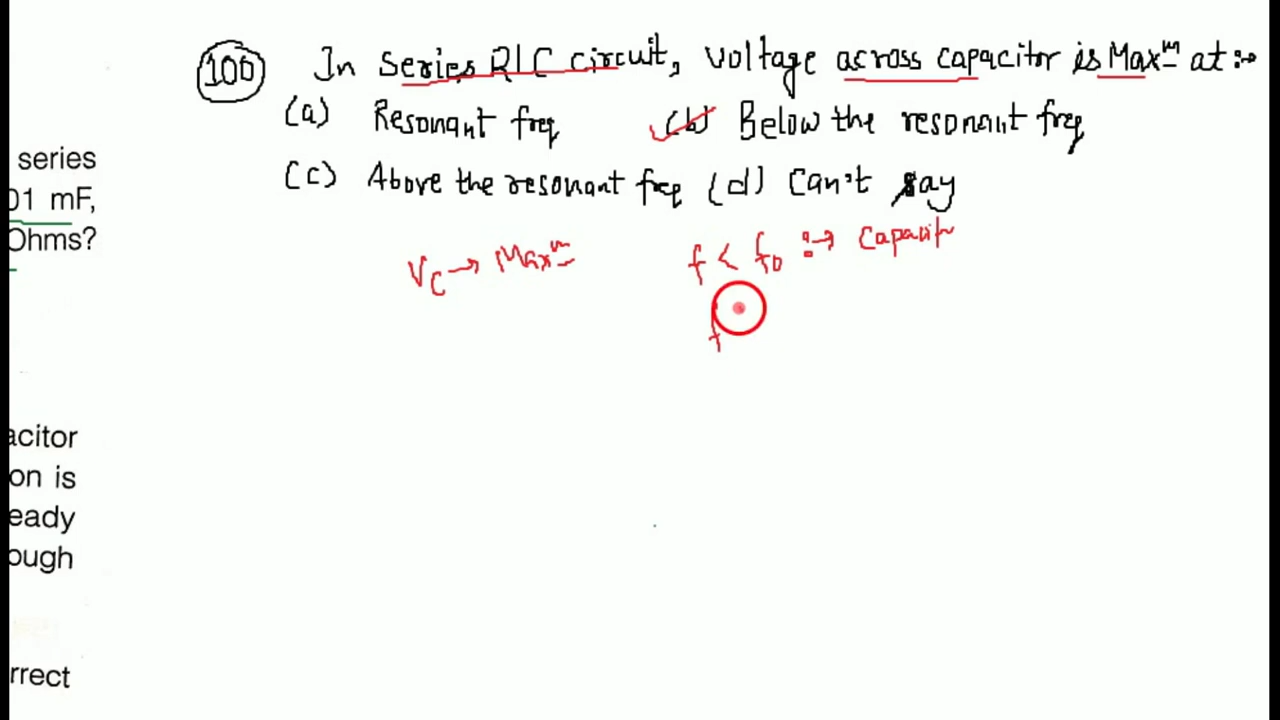 (100) In series RLC circuit, voltage across capacitor is Maxm at :→
(a) Resonant freq (b) Below the resonant freq
series
(c) Above the resonant freq (d) Can't say
01 mF,
Ohms?
VC → Maxm f < f0 :→ Capacit
f
acitor
on is
eady
ough
rrect